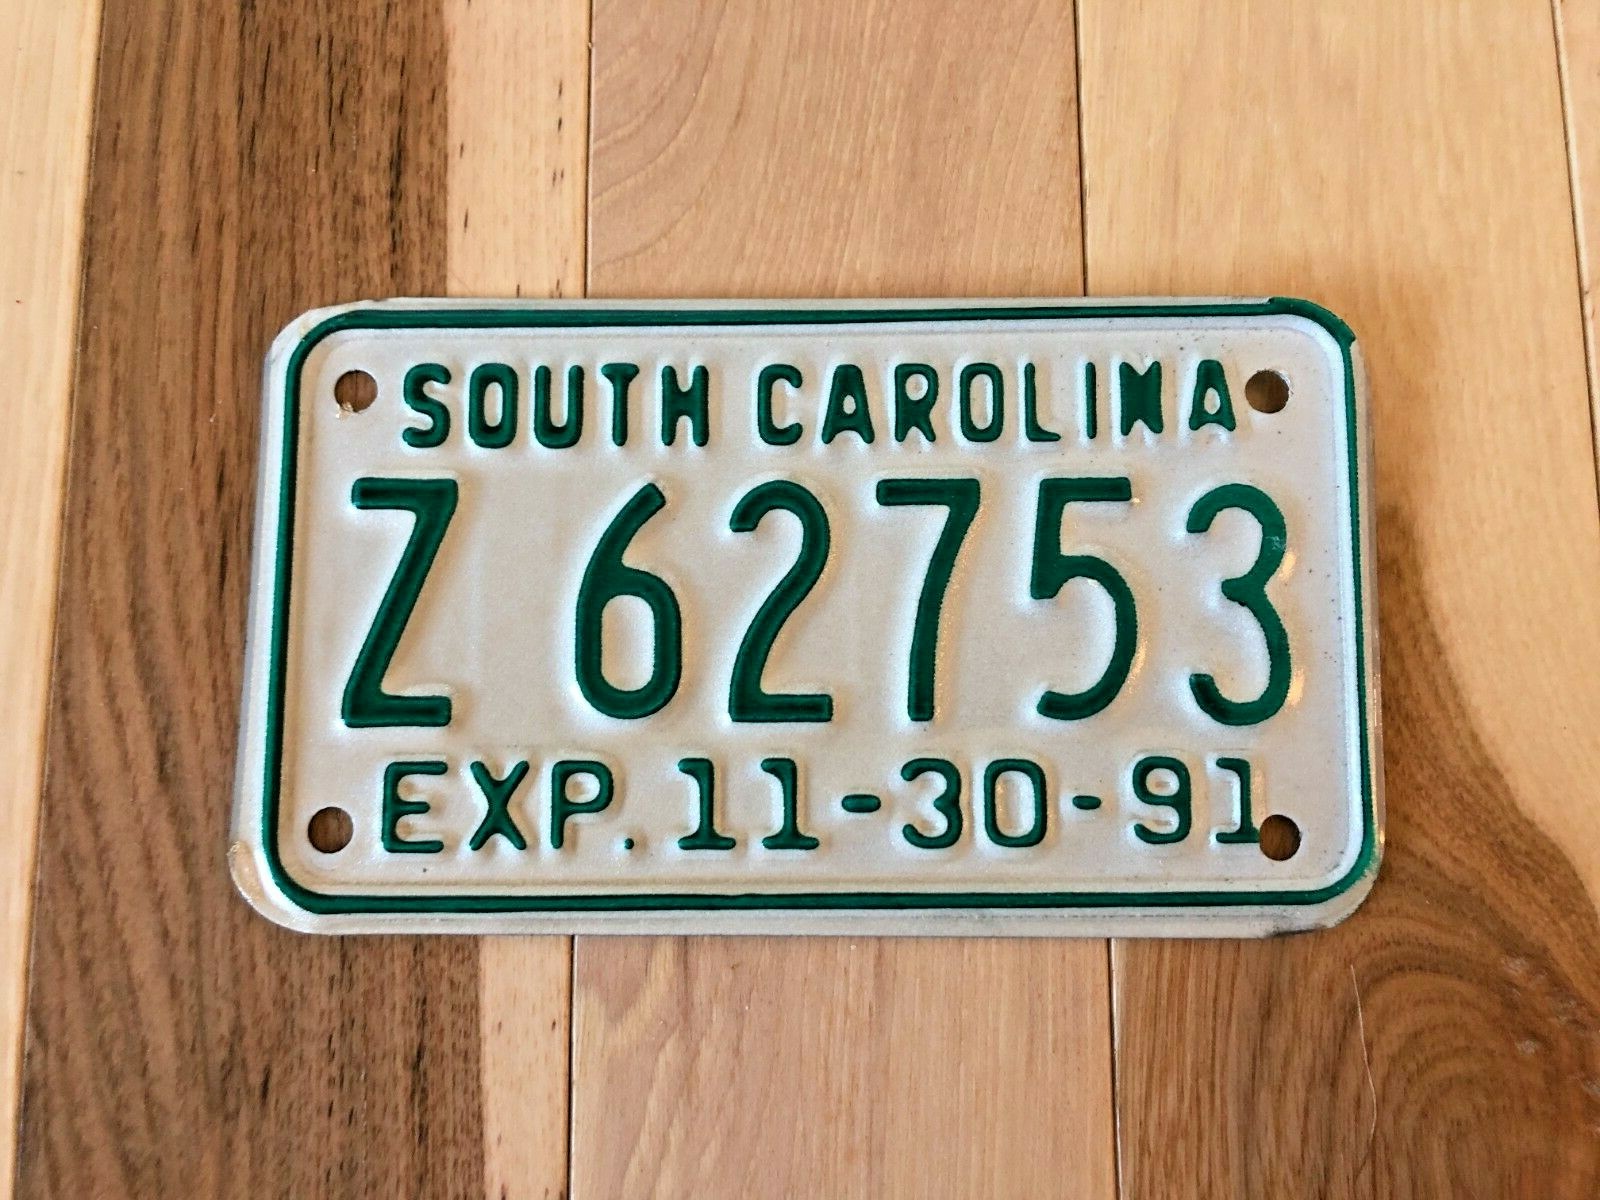 SOUTH CAROLINA
Z 62753
EXP. 11-30-91